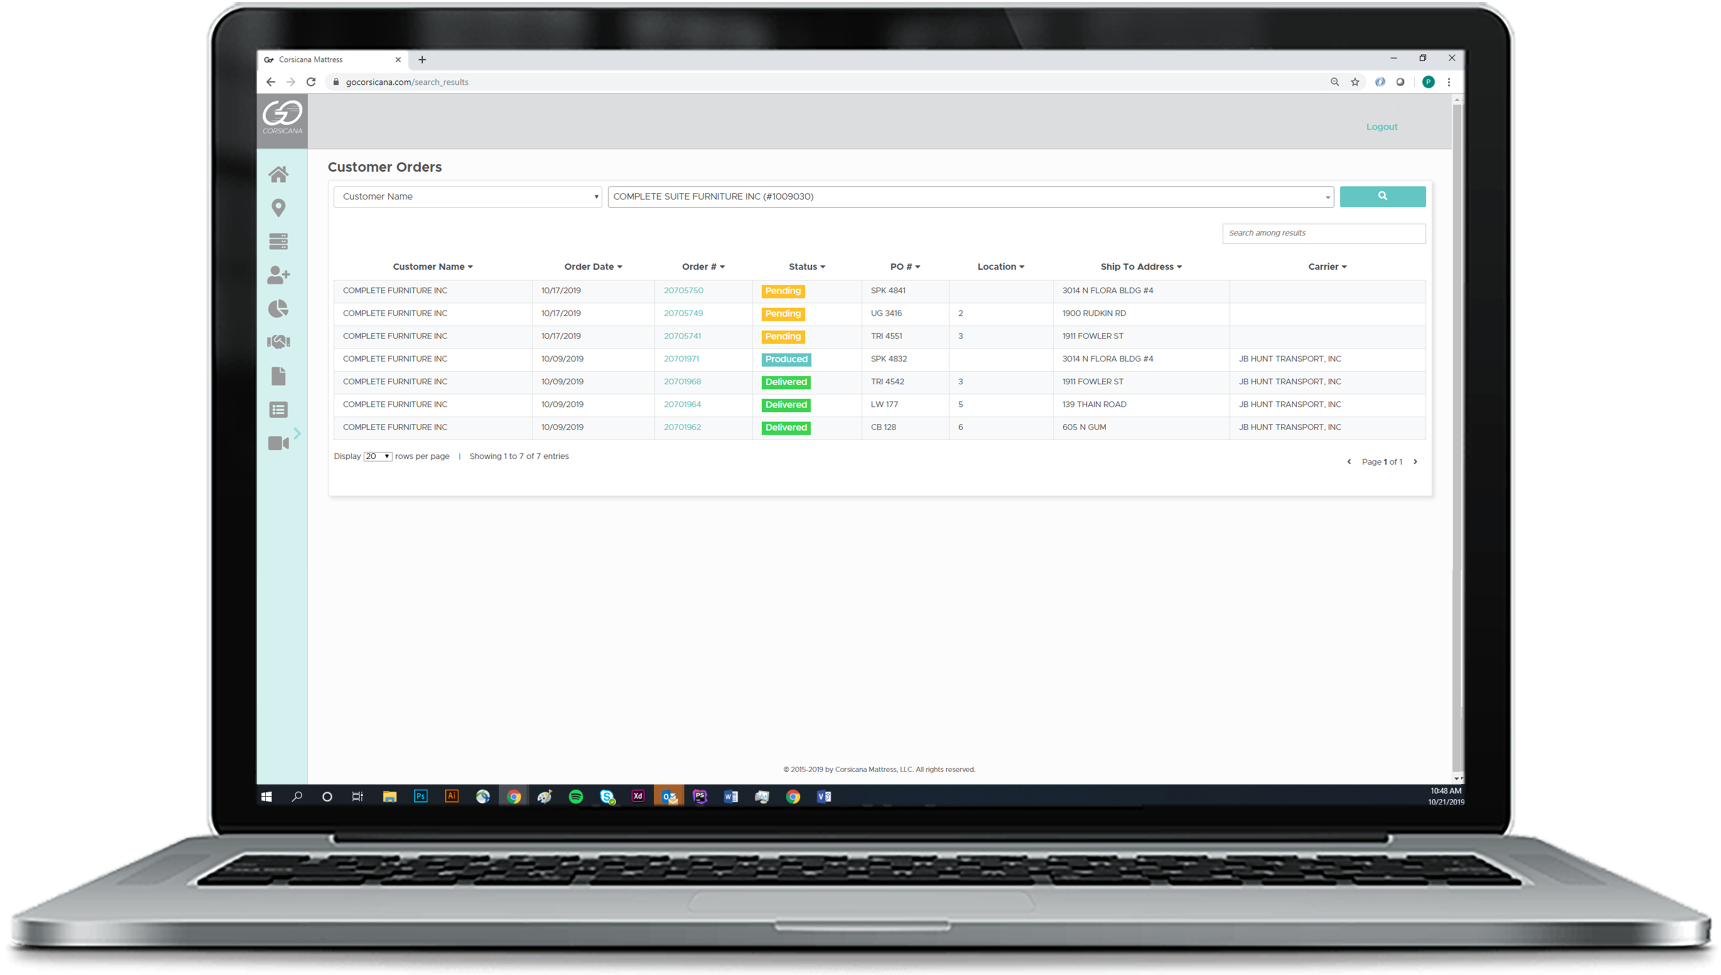 Corsicana Mattress
gocorsicana.com/search_results
P
GO
CORSICANA
Logout
Customer Orders
Customer Name COMPLETE SUITE FURNITURE INC (#1009030)
Search among results
Customer Name Order Date Order # Status PO # Location Ship To Address Carrier
COMPLETE FURNITURE INC 10/17/2019 20705750 Pending SPK 4841 3014 N FLORA BLDG #4
COMPLETE FURNITURE INC 10/17/2019 20705749 Pending UG 3416 2 1900 RUDKIN RD
COMPLETE FURNITURE INC 10/17/2019 20705741 Pending TRI 4551 3 1911 FOWLER ST
COMPLETE FURNITURE INC 10/09/2019 20701971 Produced SPK 4832 3014 N FLORA BLDG #4 JB HUNT TRANSPORT, INC
COMPLETE FURNITURE INC 10/09/2019 20701968 Delivered TRI 4542 3 1911 FOWLER ST JB HUNT TRANSPORT, INC
COMPLETE FURNITURE INC 10/09/2019 20701964 Delivered LW 177 5 139 THAIN ROAD JB HUNT TRANSPORT, INC
COMPLETE FURNITURE INC 10/09/2019 20701962 Delivered CB 128 6 605 N GUM JB HUNT TRANSPORT, INC
Display 20 rows per page | Showing 1 to 7 of 7 entries
Page 1 of 1
© 2015-2019 by Corsicana Mattress, LLC. All rights reserved.
Ps Ai Xd PS
10:48 AM
10/21/2019